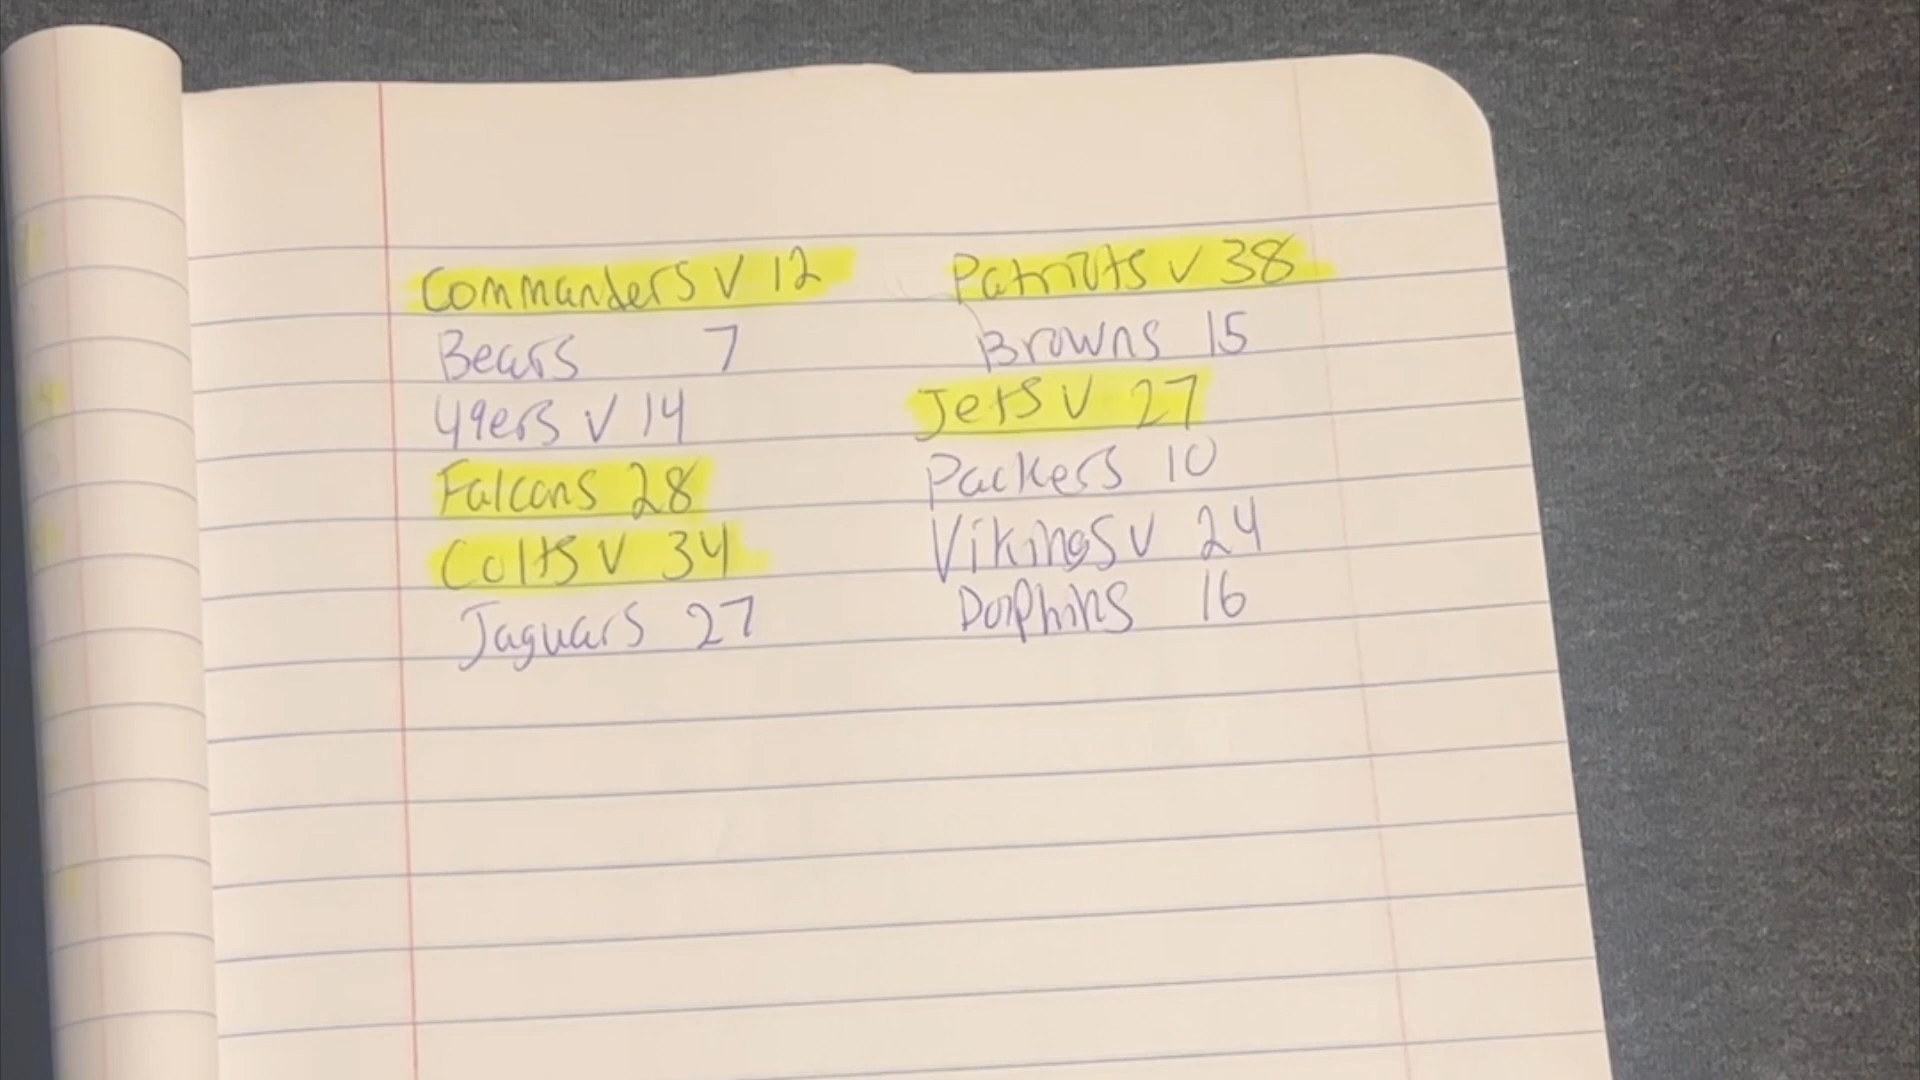 Commanders V 12
Bears 7
49ers V 14
Falcons 28
Colts V 34
Jaguars 27
Patriots V 38
Browns 15
Jets V 27
Packers 10
Vikings V 24
Dolphins 16